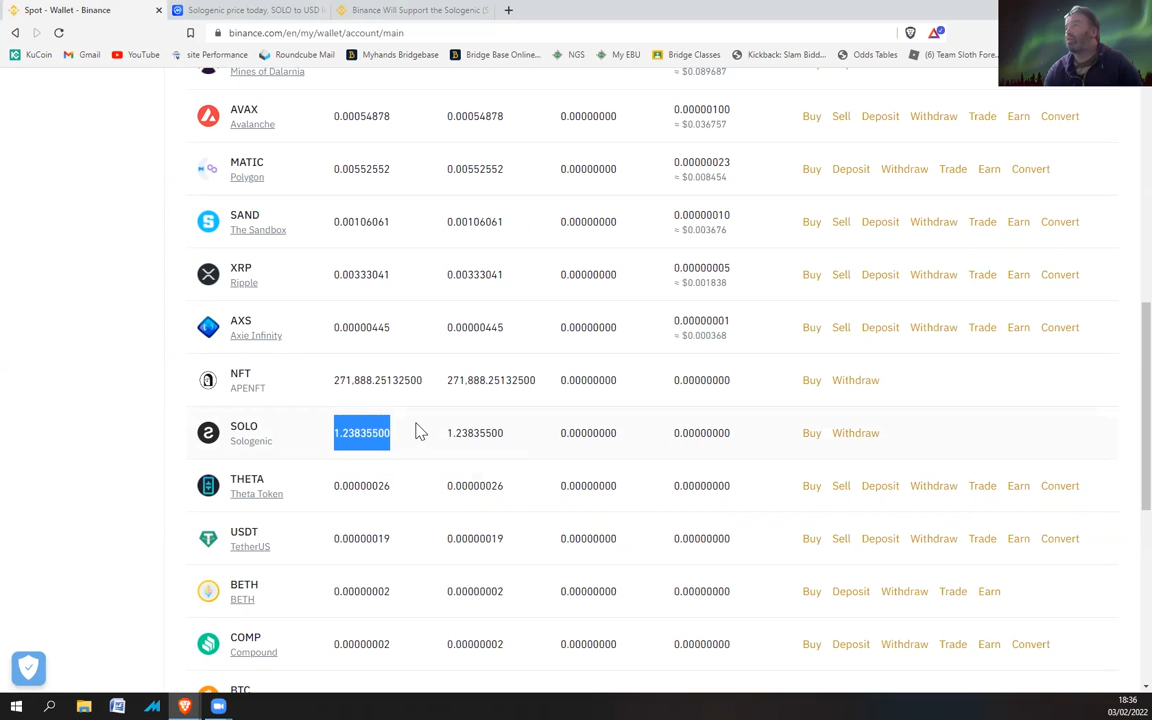 Spot - Wallet - Binance
Sologenic price today, SOLO to USD l
Binance Will Support the Sologenic (S
binance.com/en/my/wallet/account/main
KuCoin Gmail YouTube site Performance Roundcube Mail Myhands Bridgebase Bridge Base Online... NGS My EBU Bridge Classes Kickback: Slam Bidd... Odds Tables (6) Team Sloth Fore...
Mines of Dalarnia ≈ $0.089687
AVAX 0.00054878 0.00054878 0.00000000 0.00000100 Buy Sell Deposit Withdraw Trade Earn Convert
Avalanche ≈ $0.036757
MATIC 0.00552552 0.00552552 0.00000000 0.00000023 Buy Deposit Withdraw Trade Earn Convert
Polygon ≈ $0.008454
SAND 0.00106061 0.00106061 0.00000000 0.00000010 Buy Sell Deposit Withdraw Trade Earn Convert
The Sandbox ≈ $0.003676
XRP 0.00333041 0.00333041 0.00000000 0.00000005 Buy Sell Deposit Withdraw Trade Earn Convert
Ripple ≈ $0.001838
AXS 0.00000445 0.00000445 0.00000000 0.00000001 Buy Sell Deposit Withdraw Trade Earn Convert
Axie Infinity ≈ $0.000368
NFT 271,888.25132500 271,888.25132500 0.00000000 0.00000000 Buy Withdraw
APENFT
SOLO 1.23835500 1.23835500 0.00000000 0.00000000 Buy Withdraw
Sologenic
THETA 0.00000026 0.00000026 0.00000000 0.00000000 Buy Sell Deposit Withdraw Trade Earn Convert
Theta Token
USDT 0.00000019 0.00000019 0.00000000 0.00000000 Buy Sell Deposit Withdraw Trade Earn Convert
TetherUS
BETH 0.00000002 0.00000002 0.00000000 0.00000000 Buy Deposit Withdraw Trade Earn
BETH
COMP 0.00000002 0.00000002 0.00000000 0.00000000 Buy Deposit Withdraw Trade Earn Convert
Compound
BTC
18:36
03/02/2022